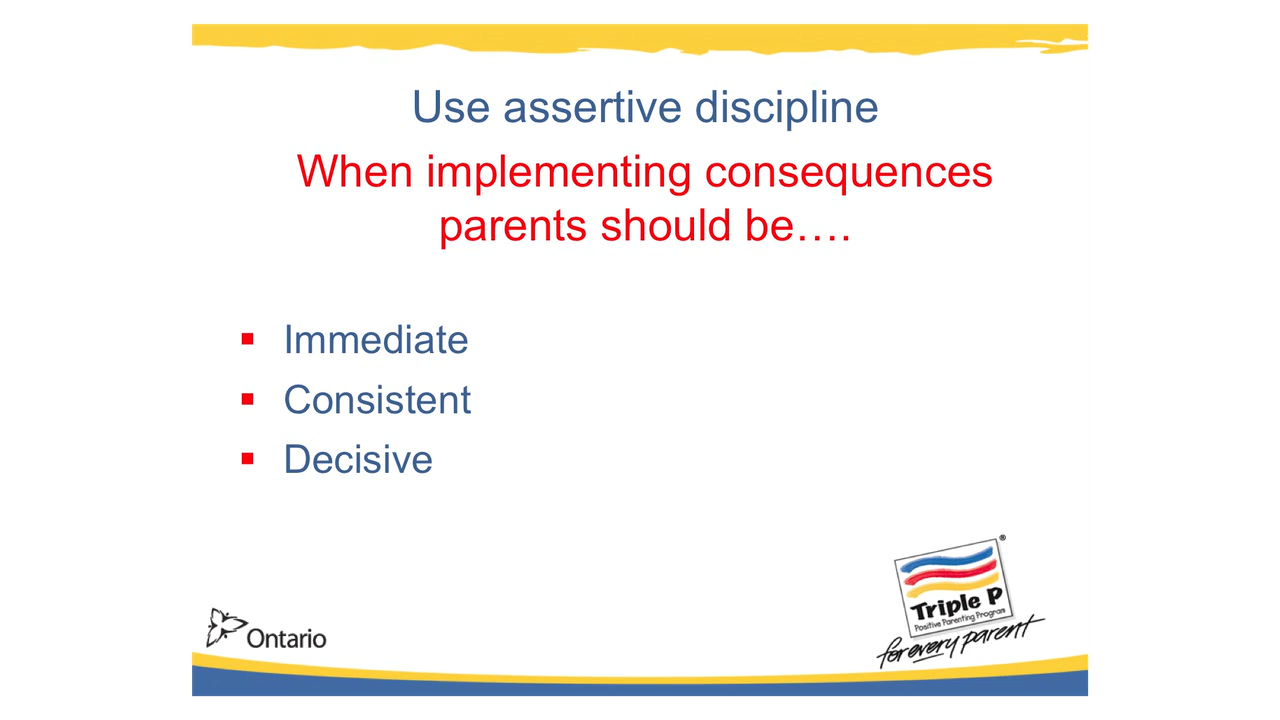 Use assertive discipline
When implementing consequences
parents should be….
Immediate
Consistent
Decisive
Triple P
Positive Parenting Program
for every parent
Ontario
®